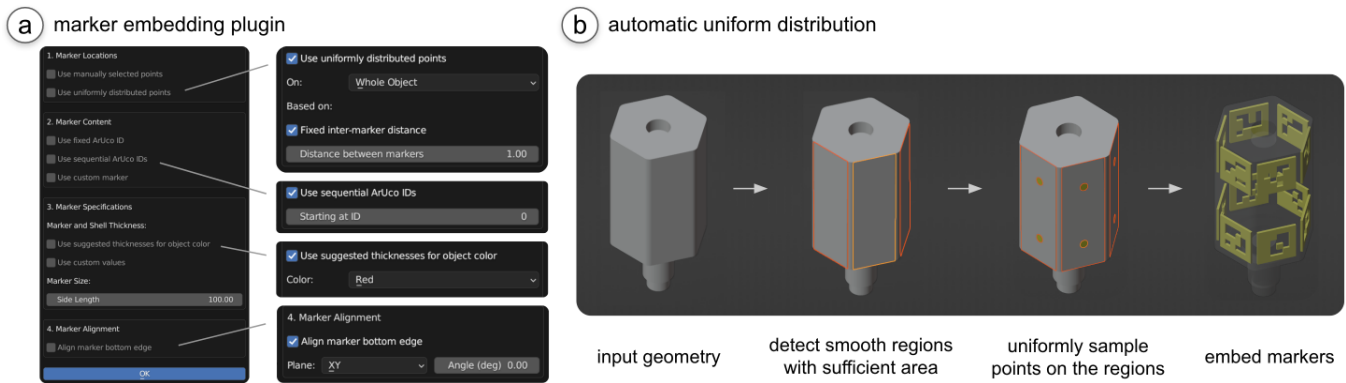 a marker embedding plugin
1. Marker Locations
Use manually selected points
Use uniformly distributed points
2. Marker Content
Use fixed ArUco ID
Use sequential ArUco IDs
Use custom marker
3. Marker Specifications
Marker and Shell Thickness:
Use suggested thicknesses for object color
Use custom values
Marker Size:
Side Length 100.00
4. Marker Alignment
Align marker bottom edge
OK
Use uniformly distributed points
On: Whole Object
Based on:
Fixed inter-marker distance
Distance between markers 1.00
Use sequential ArUco IDs
Starting at ID 0
Use suggested thicknesses for object color
Color: Red
4. Marker Alignment
Align marker bottom edge
Plane: XY Angle (deg) 0.00
b automatic uniform distribution
input geometry
detect smooth regions
with sufficient area
uniformly sample
points on the regions
embed markers